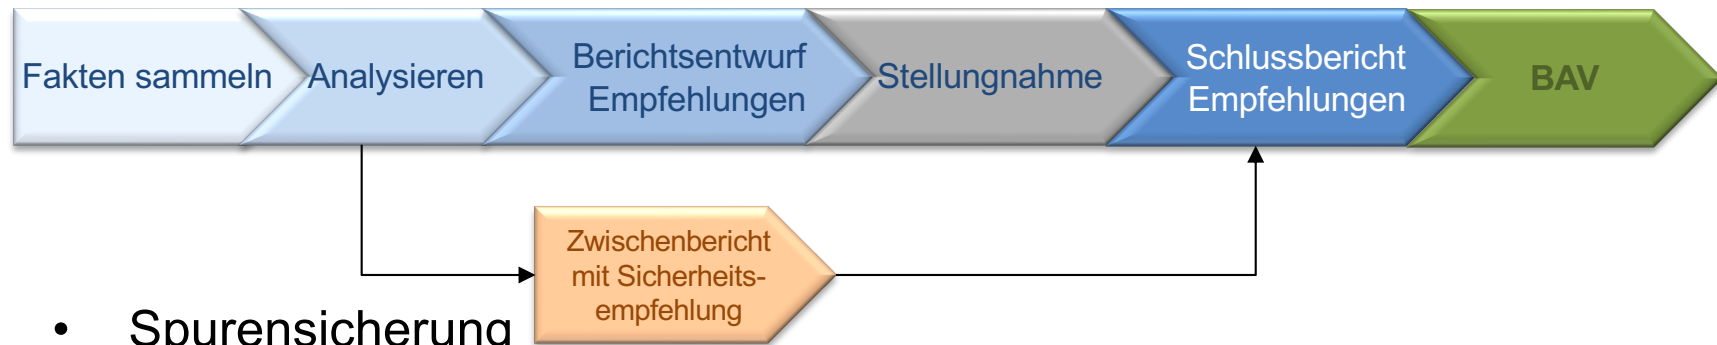 Fakten sammeln
Analysieren
Berichtsentwurf
Empfehlungen
Stellungnahme
Schlussbericht
Empfehlungen
BAV
Zwischenbericht
mit Sicherheits-
empfehlung
• Spurensicherung